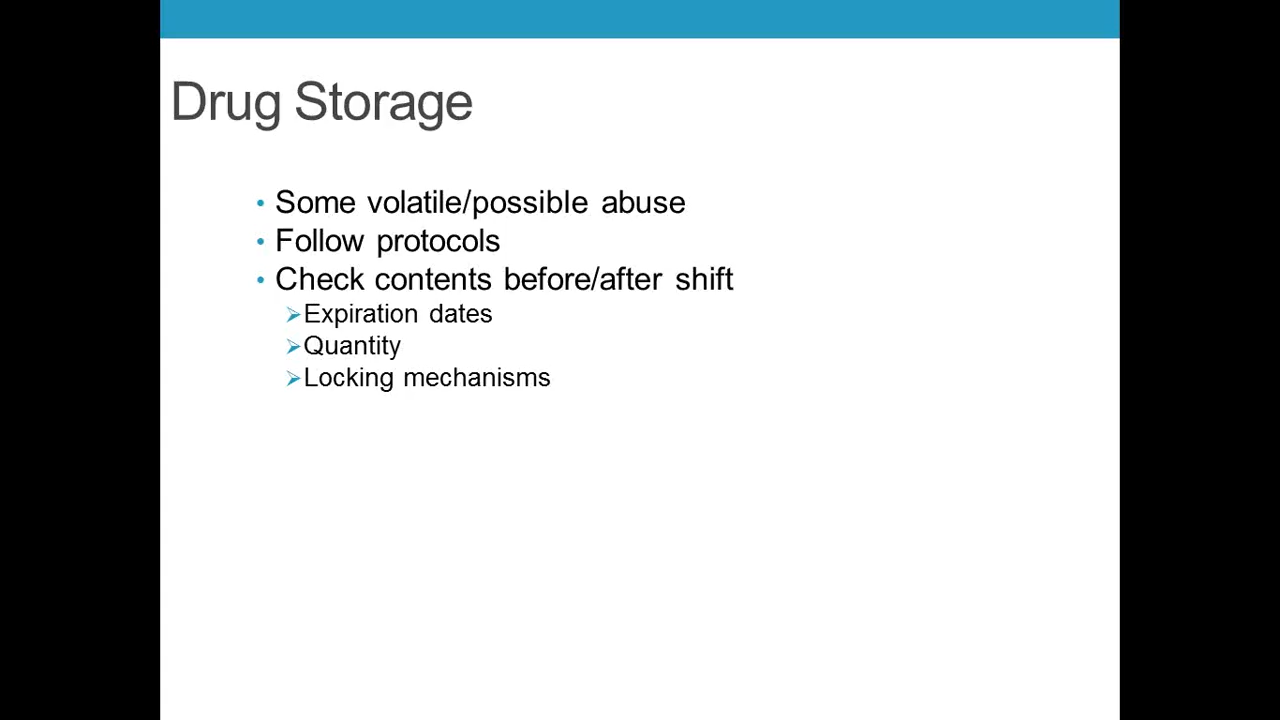 Drug Storage
• Some volatile/possible abuse
• Follow protocols
• Check contents before/after shift
➢Expiration dates
➢Quantity
➢Locking mechanisms